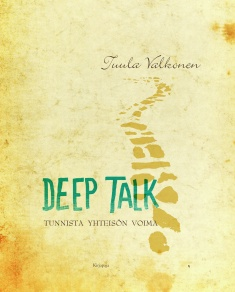 Tuula Valkonen
DEEP TALK
TUNNISTA YHTEISÖN VOIMA